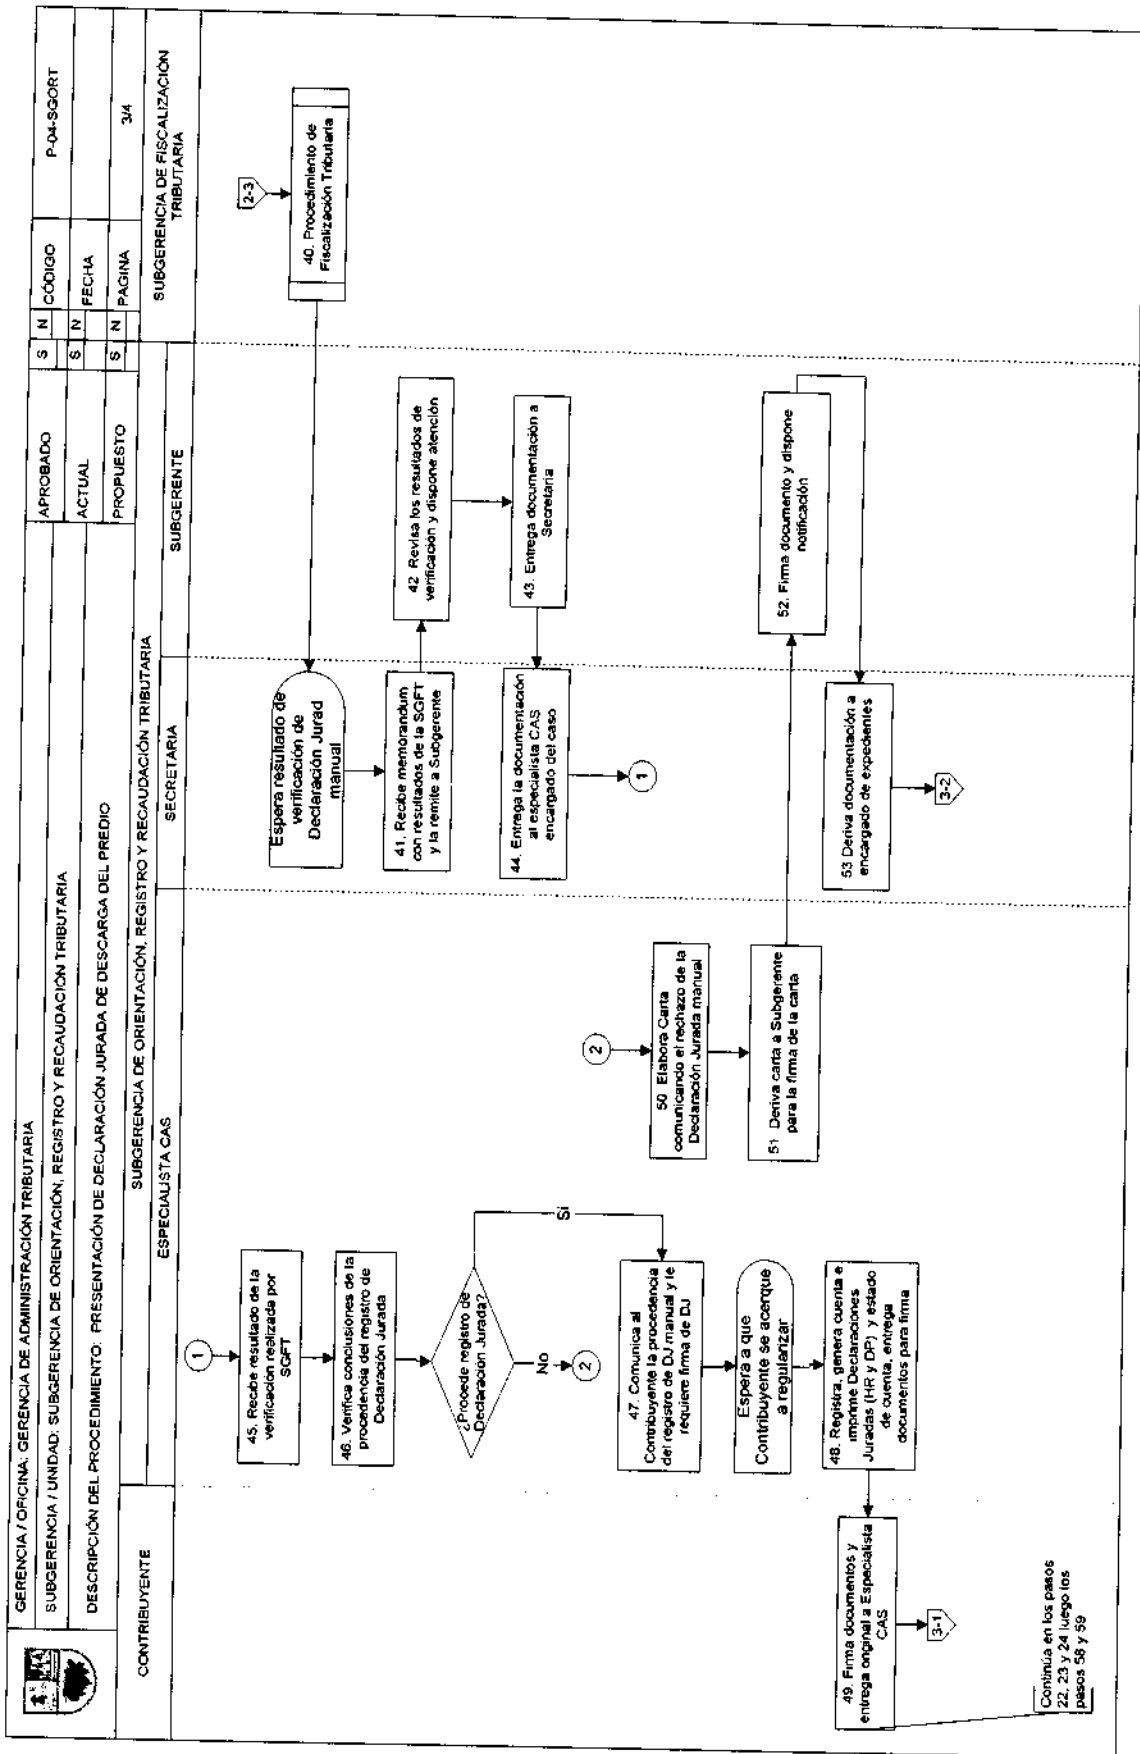 GERENCIA / OFICINA: GERENCIA DE ADMINISTRACIÓN TRIBUTARIA
SUBGERENCIA / UNIDAD: SUBGERENCIA DE ORIENTACIÓN, REGISTRO Y RECAUDACIÓN TRIBUTARIA
DESCRIPCIÓN DEL PROCEDIMIENTO: PRESENTACIÓN DE DECLARACIÓN JURADA DE DESCARGA DEL PREDIO
APROBADO
S
N
CÓDIGO
P-04-SGORT
ACTUAL
S
N
FECHA
PROPUESTO
S
N
PAGINA
3/4
CONTRIBUYENTE
SUBGERENCIA DE ORIENTACIÓN, REGISTRO Y RECAUDACIÓN TRIBUTARIA
ESPECIALISTA CAS
SECRETARIA
SUBGERENTE
SUBGERENCIA DE FISCALIZACIÓN
TRIBUTARIA
2-3
40. Procedimiento de
Fiscalización Tributaria
Espera resultado de
verificación de
Declaración Jurad
manual
41. Recibe memorandum
con resultados de la SGFT
y la remite a Subgerente
42 Revisa los resultados de
verificación y dispone atención
43. Entrega documentación a
Secretaria
44. Entrega la documentación
al especialista CAS
encargado del caso
1
1
45. Recibe resultado de la
verificación realizada por
SGFT
46. Verifica conclusiones de la
procedencia del registro de
Declaración Jurada
¿Procede registro de
Declaración Jurada?
Si
No
2
47. Comunica al
Contribuyente la procedencia
del registro de DJ manual y le
requiere firma de DJ
Espera a que
Contribuyente se acerque
a regularizar
48. Registra, genera cuenta e
imprime Declaraciones
Juradas (HR y DP) y estado
de cuenta, entrega
documentos para firma
49. Firma documentos y
entrega original a Especialista
CAS
3-1
Continúa en los pasos
22, 23 y 24 luego los
pasos 58 y 59
2
50 Elabora Carta
comunicando el rechazo de la
Declaración Jurada manual
51 Deriva carta a Subgerente
para la firma de la carta
52. Firma documento y dispone
notificación
53 Deriva documentación a
encargado de expedientes
3-2